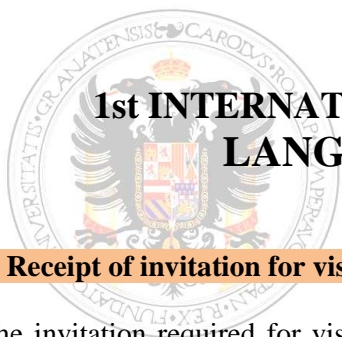 1st INTERNAT
LANG
Receipt of invitation for vis
he invitation required for vis